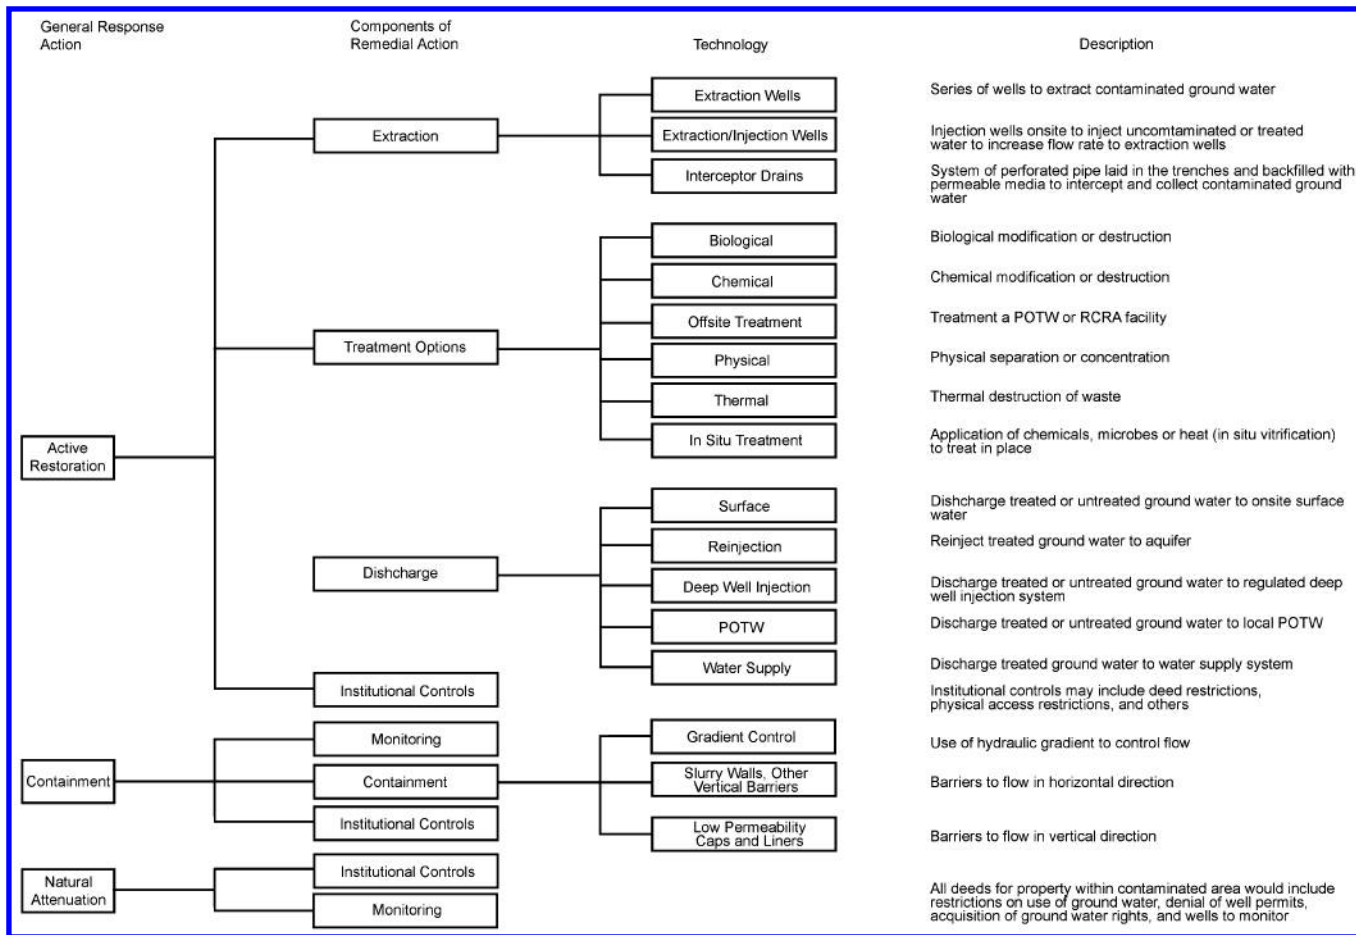 General Response
Action
Components of
Remedial Action
Technology
Description
Extraction Wells
Series of wells to extract contaminated ground water
Extraction
Extraction/Injection Wells
Injection wells onsite to inject uncomtaminated or treated
water to increase flow rate to extraction wells
Interceptor Drains
System of perforated pipe laid in the trenches and backfilled with
permeable media to intercept and collect contaminated ground
water
Biological
Biological modification or destruction
Chemical
Chemical modification or destruction
Offsite Treatment
Treatment a POTW or RCRA facility
Treatment Options
Physical
Physical separation or concentration
Thermal
Thermal destruction of waste
In Situ Treatment
Application of chemicals, microbes or heat (in situ vitrification)
to treat in place
Active
Restoration
Surface
Dishcharge treated or untreated ground water to onsite surface
water
Reinjection
Reinject treated ground water to aquifer
Dishcharge
Deep Well Injection
Discharge treated or untreated ground water to regulated deep
well injection system
POTW
Discharge treated or untreated ground water to local POTW
Water Supply
Discharge treated ground water to water supply system
Institutional Controls
Institutional controls may include deed restrictions,
physical access restrictions, and others
Monitoring
Gradient Control
Use of hydraulic gradient to control flow
Containment
Containment
Slurry Walls, Other
Vertical Barriers
Barriers to flow in horizontal direction
Institutional Controls
Low Permeability
Caps and Liners
Barriers to flow in vertical direction
Natural
Attenuation
Institutional Controls
Monitoring
All deeds for property within contaminated area would include
restrictions on use of ground water, denial of well permits,
acquisition of ground water rights, and wells to monitor